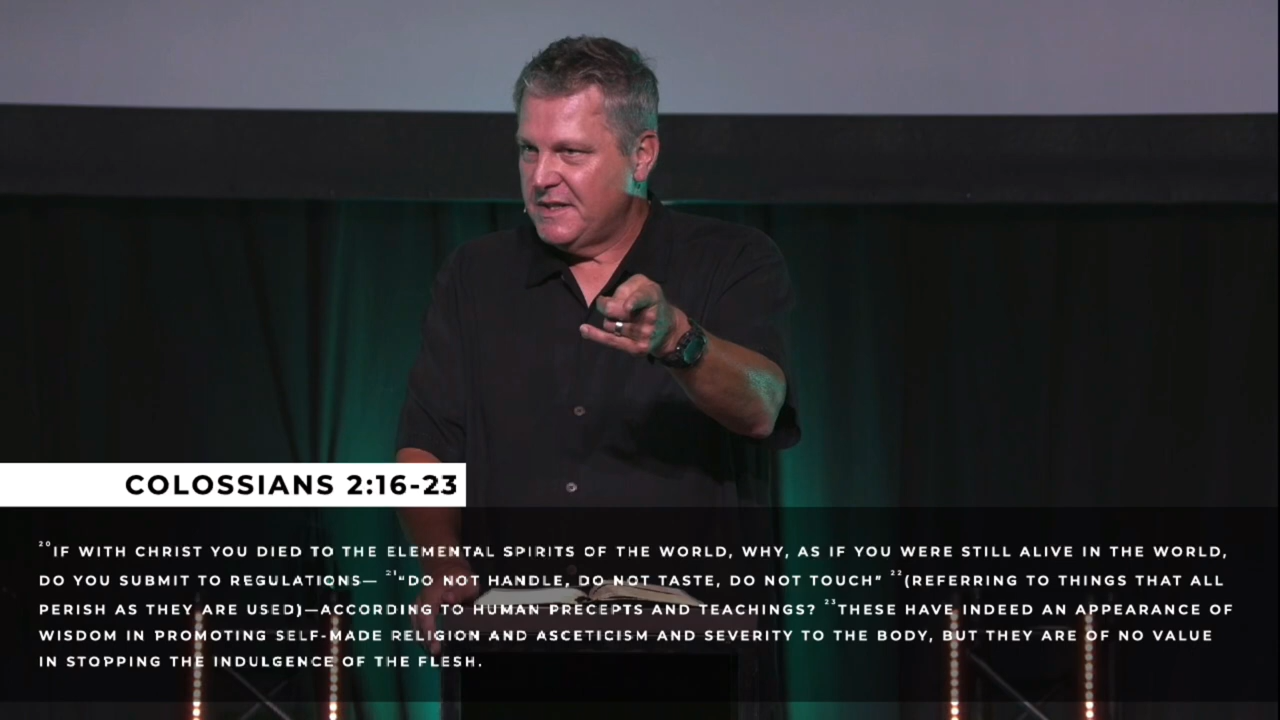 COLOSSIANS 2:16-23
²⁰IF WITH CHRIST YOU DIED TO THE ELEMENTAL SPIRITS OF THE WORLD, WHY, AS IF YOU WERE STILL ALIVE IN THE WORLD,
DO YOU SUBMIT TO REGULATIONS— ²¹“DO NOT HANDLE, DO NOT TASTE, DO NOT TOUCH” ²²(REFERRING TO THINGS THAT ALL
PERISH AS THEY ARE USED)—ACCORDING TO HUMAN PRECEPTS AND TEACHINGS? ²³THESE HAVE INDEED AN APPEARANCE OF
WISDOM IN PROMOTING SELF-MADE RELIGION AND ASCETICISM AND SEVERITY TO THE BODY, BUT THEY ARE OF NO VALUE
IN STOPPING THE INDULGENCE OF THE FLESH.